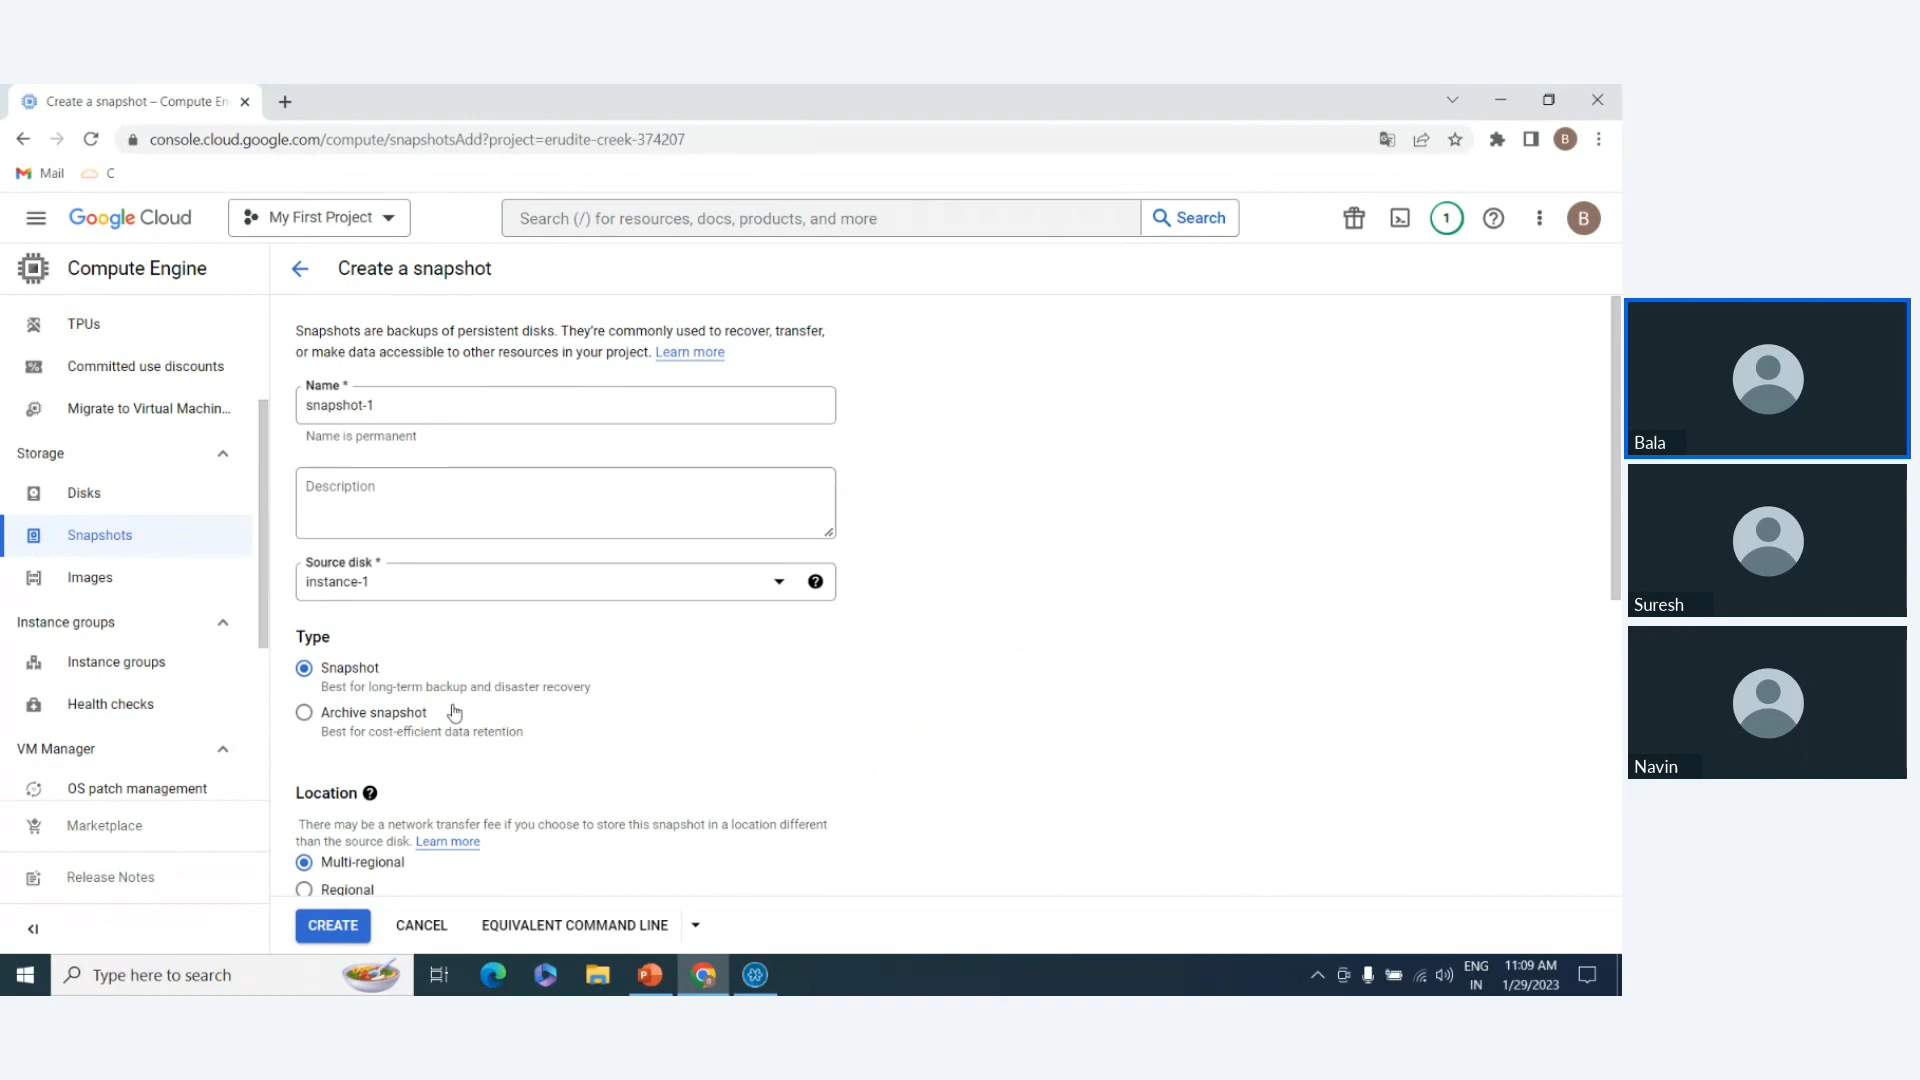 Create a snapshot – Compute En
console.cloud.google.com/compute/snapshotsAdd?project=erudite-creek-374207
B
Mail
C
Google Cloud
My First Project
Search (/) for resources, docs, products, and more
Search
1
B
Compute Engine
Create a snapshot
TPUs
Committed use discounts
Migrate to Virtual Machin...
Storage
Disks
Snapshots
Images
Instance groups
Instance groups
Health checks
VM Manager
OS patch management
Marketplace
Release Notes
Snapshots are backups of persistent disks. They're commonly used to recover, transfer,
or make data accessible to other resources in your project. Learn more
Name *
snapshot-1
Name is permanent
Description
Source disk *
instance-1
Type
Snapshot
Best for long-term backup and disaster recovery
Archive snapshot
Best for cost-efficient data retention
Location
There may be a network transfer fee if you choose to store this snapshot in a location different
than the source disk. Learn more
Multi-regional
Regional
CREATE
CANCEL
EQUIVALENT COMMAND LINE
Bala
Suresh
Navin
Type here to search
ENG
IN
11:09 AM
1/29/2023